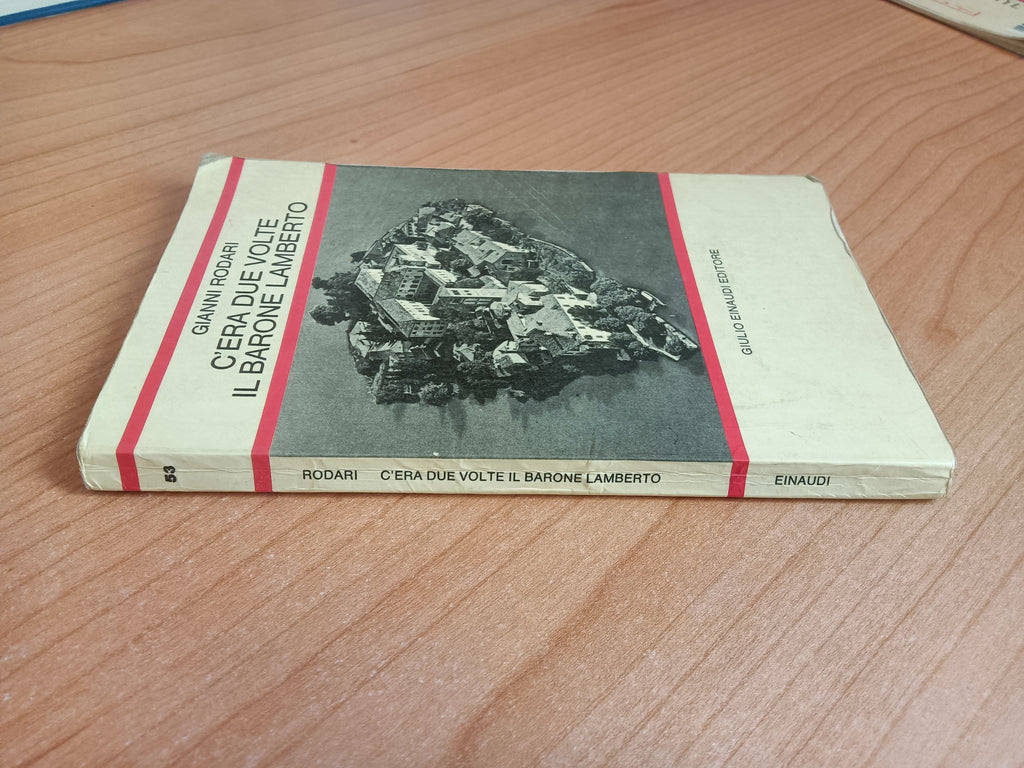 GIANNI RODARI
C'ERA DUE VOLTE
IL BARONE LAMBERTO
GIULIO EINAUDI EDITORE
53
RODARI C'ERA DUE VOLTE IL BARONE LAMBERTO
EINAUDI